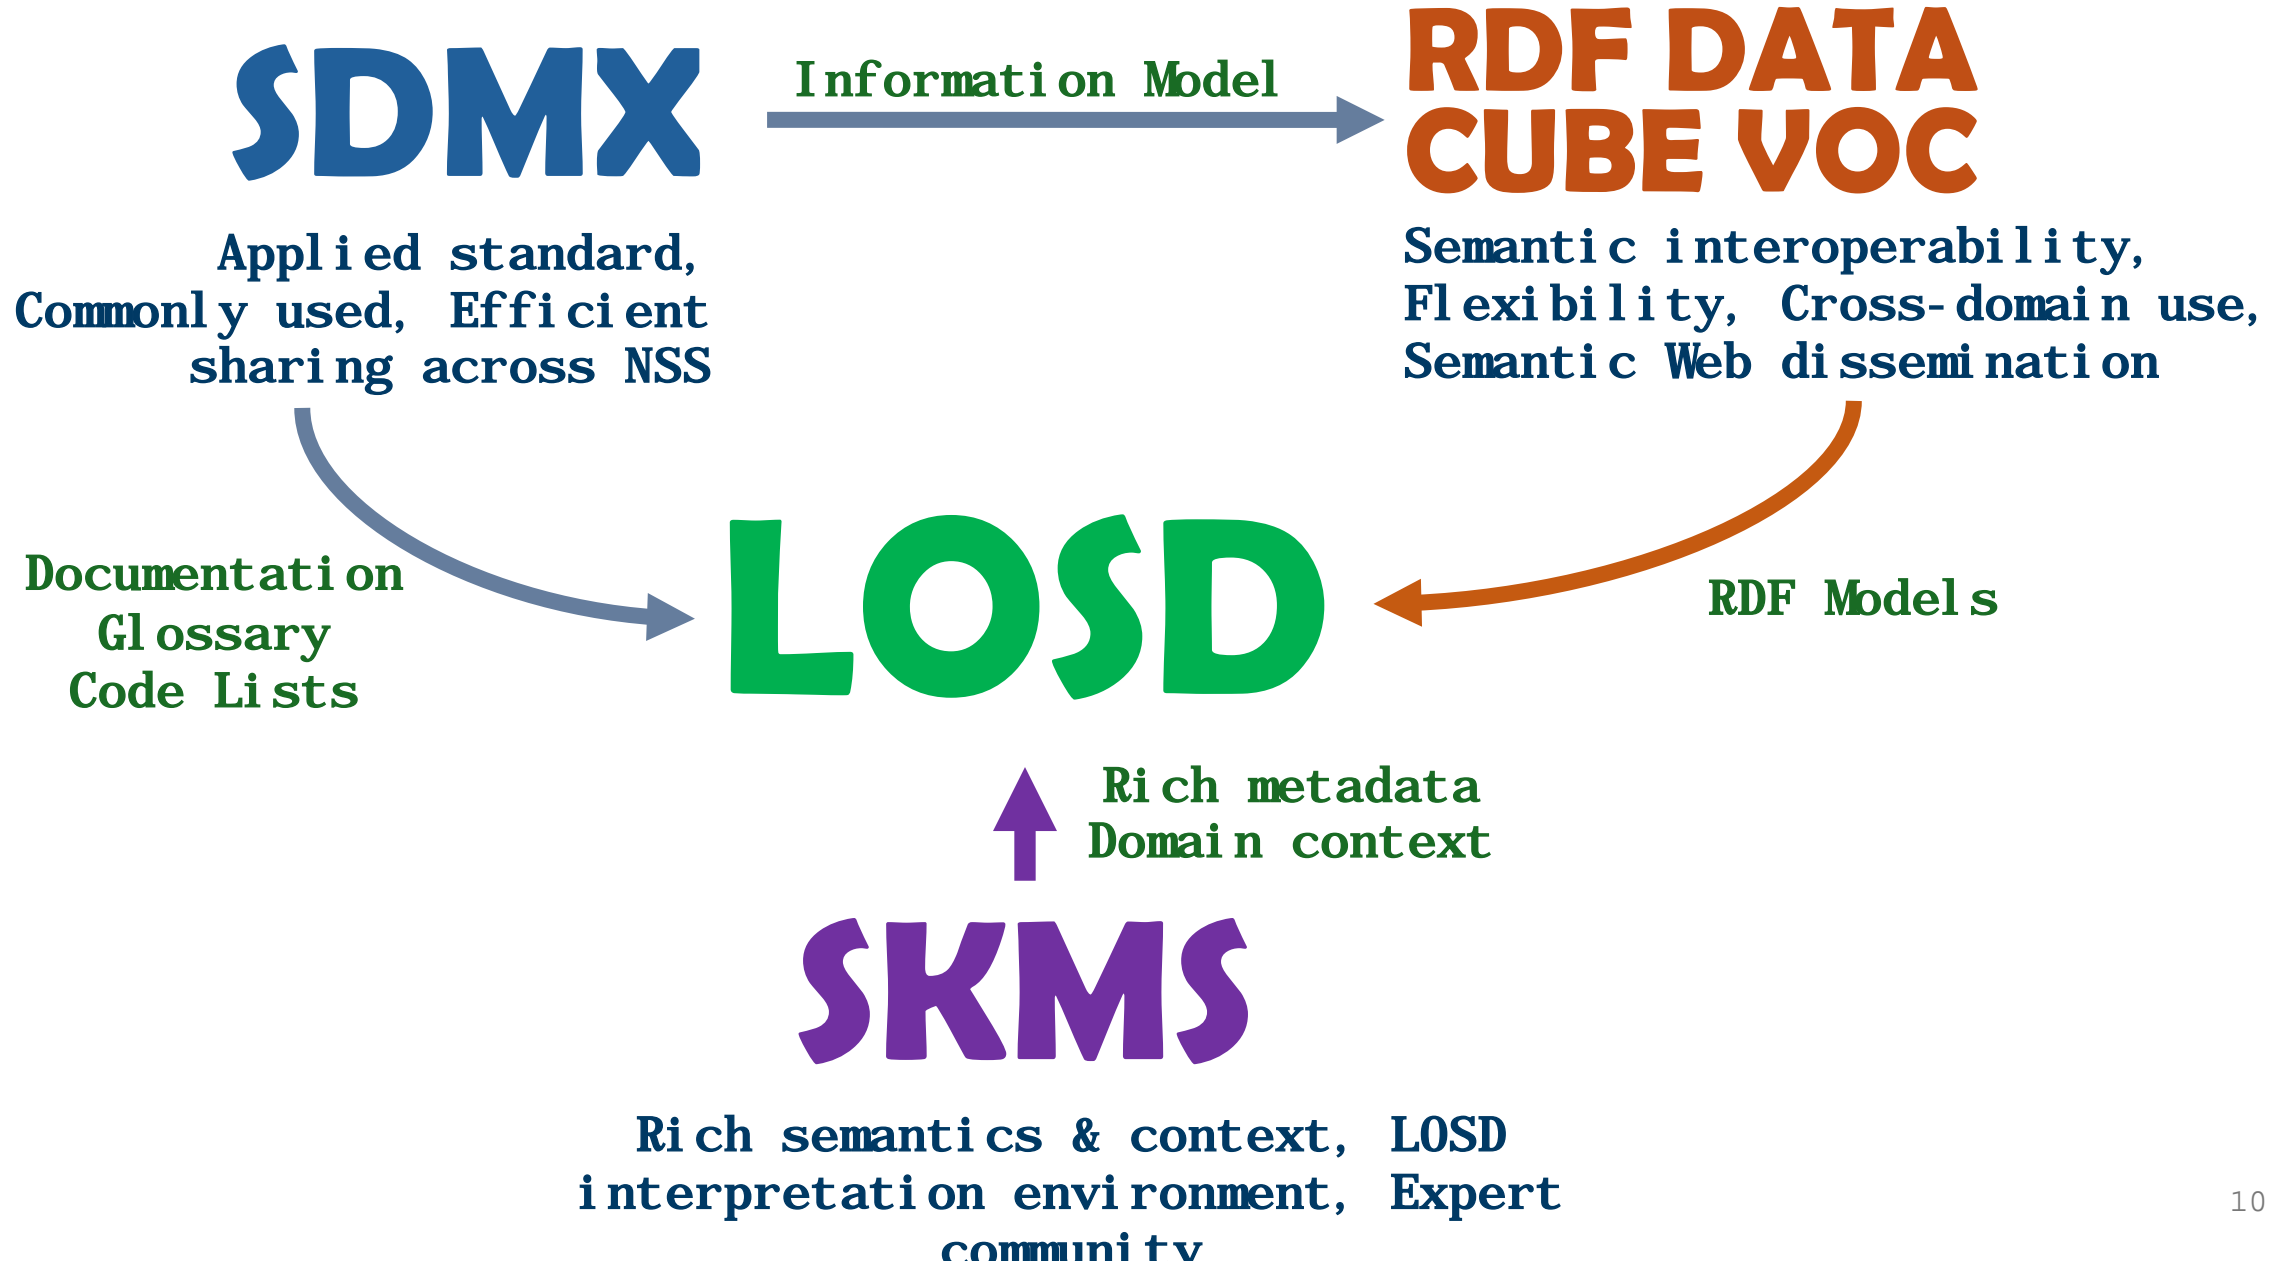 SDMX
Information Model
RDF DATA
CUBE VOC
Applied standard,
Commonly used, Efficient
sharing across NSS
Semantic interoperability,
Flexibility, Cross-domain use,
Semantic Web dissemination
Documentation
Glossary
Code Lists
LOSD
RDF Models
Rich metadata
Domain context
SKMS
Rich semantics & context, LOSD
interpretation environment, Expert
community
10